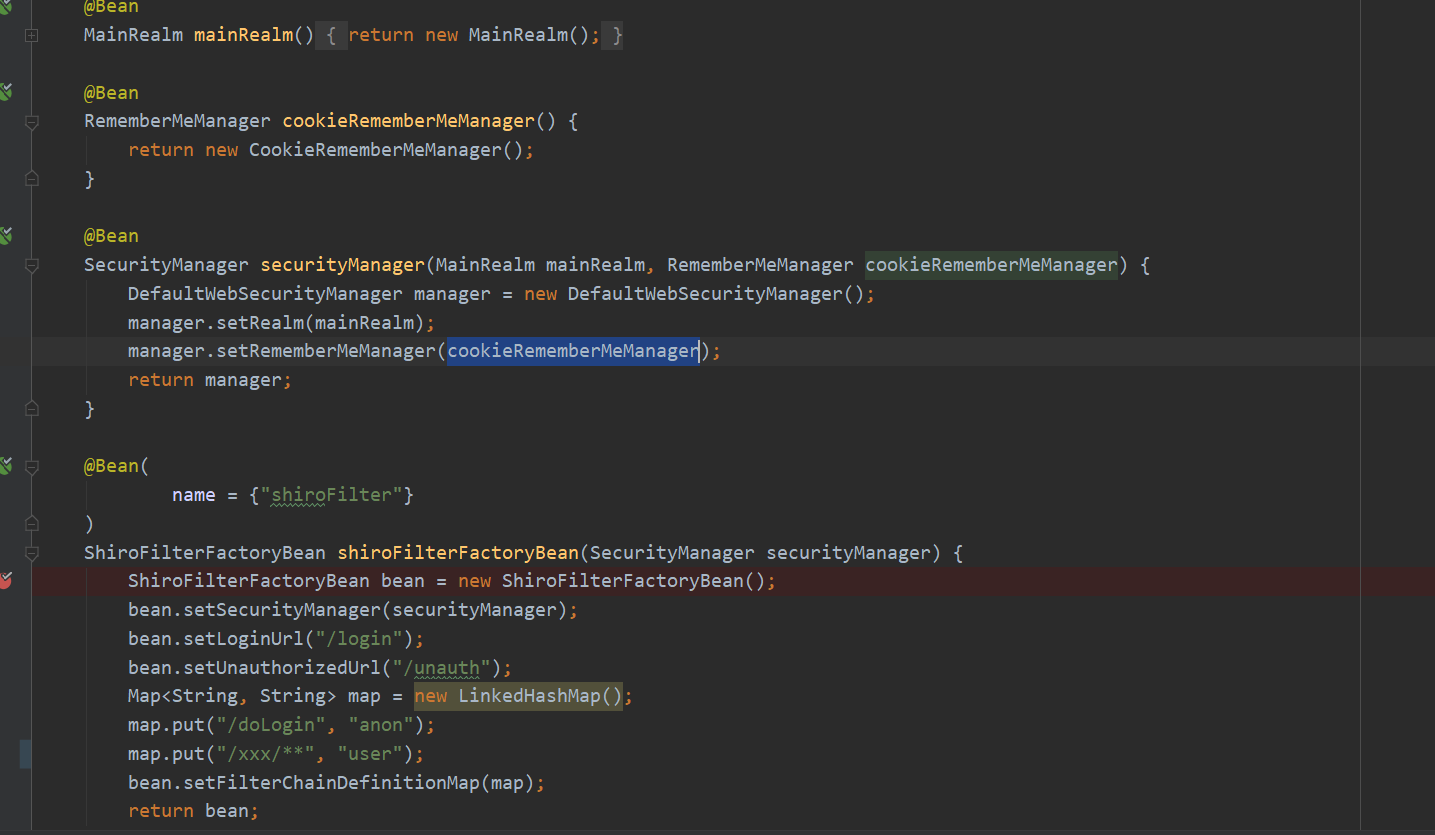 @Bean
MainRealm mainRealm() { return new MainRealm(); }
@Bean
RememberMeManager cookieRememberMeManager() {
return new CookieRememberMeManager();
}
@Bean
SecurityManager securityManager(MainRealm mainRealm, RememberMeManager cookieRememberMeManager) {
DefaultWebSecurityManager manager = new DefaultWebSecurityManager();
manager.setRealm(mainRealm);
manager.setRememberMeManager(cookieRememberMeManager);
return manager;
}
@Bean(
name = {"shiroFilter"}
)
ShiroFilterFactoryBean shiroFilterFactoryBean(SecurityManager securityManager) {
ShiroFilterFactoryBean bean = new ShiroFilterFactoryBean();
bean.setSecurityManager(securityManager);
bean.setLoginUrl("/login");
bean.setUnauthorizedUrl("/unauth");
Map<String, String> map = new LinkedHashMap();
map.put("/doLogin", "anon");
map.put("/xxx/**", "user");
bean.setFilterChainDefinitionMap(map);
return bean;